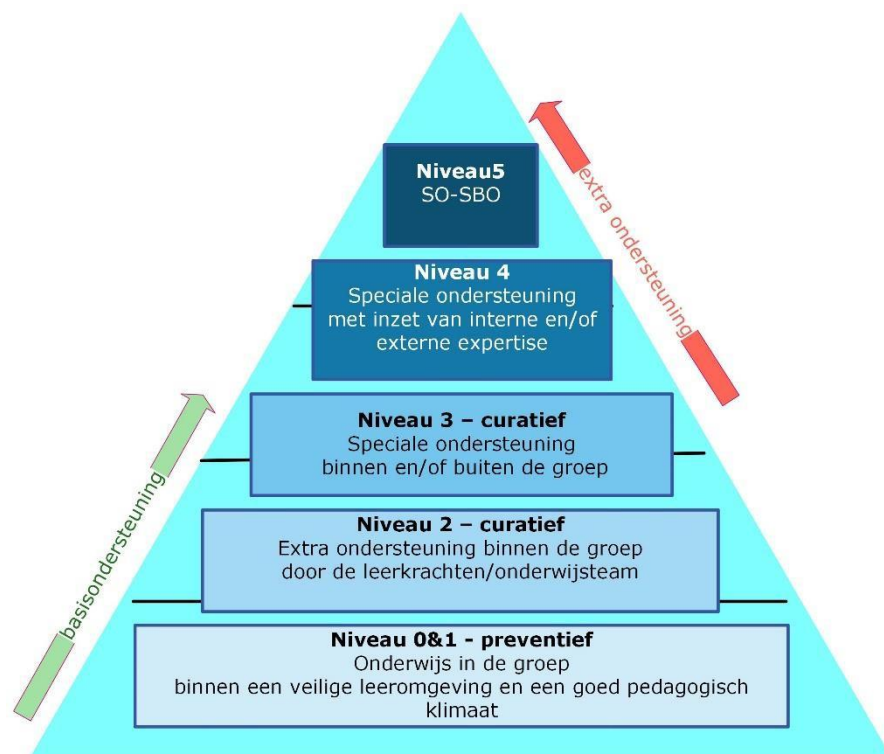 Niveau5
SO-SBO
Niveau 4
Speciale ondersteuning
met inzet van interne en/of
externe expertise
Niveau 3 – curatief
Speciale ondersteuning
binnen en/of buiten de groep
Niveau 2 – curatief
Extra ondersteuning binnen de groep
door de leerkrachten/onderwijsteam
Niveau 0&1 - preventief
Onderwijs in de groep
binnen een veilige leeromgeving en een goed pedagogisch
klimaat
basisondersteuning
extra ondersteuning